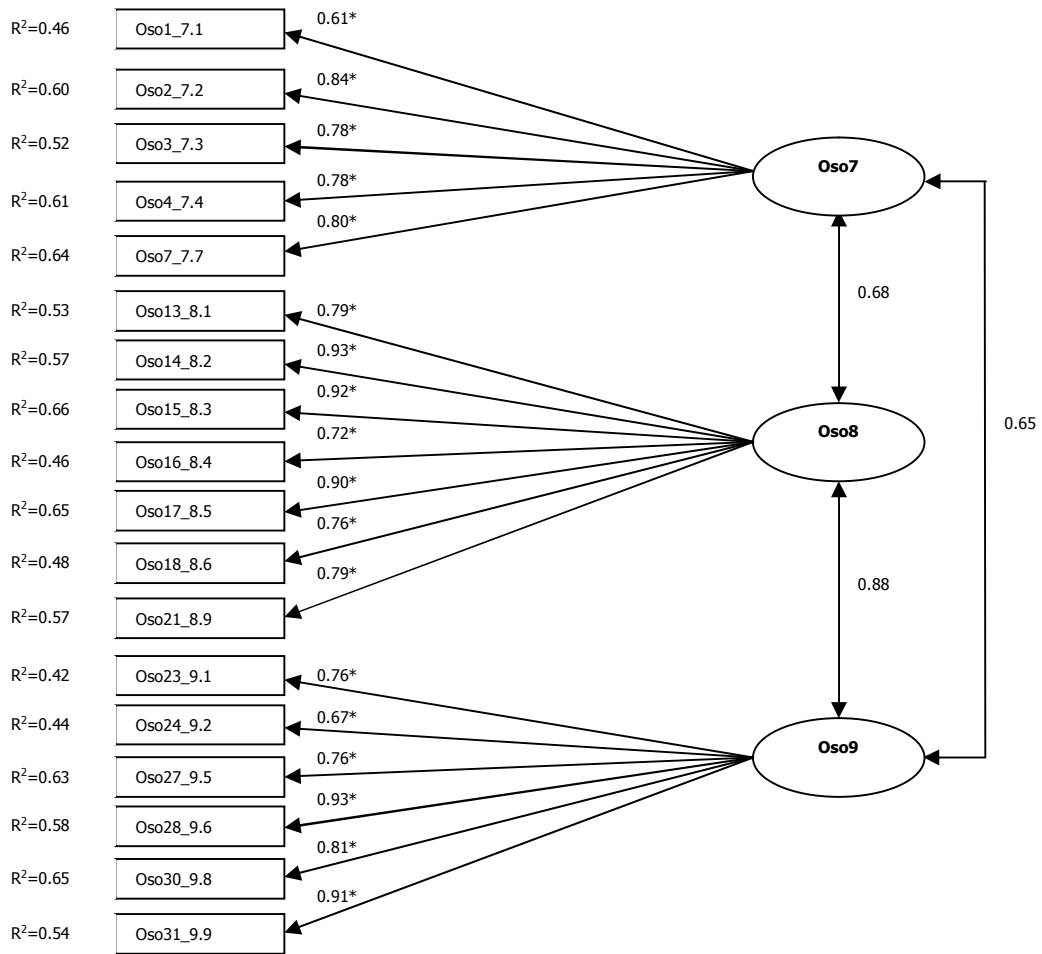 R²=0.46 Oso1_7.1 0.61*
R²=0.60 Oso2_7.2 0.84*
R²=0.52 Oso3_7.3 0.78*
R²=0.61 Oso4_7.4 0.78*
R²=0.64 Oso7_7.7 0.80*
Oso7
0.68
R²=0.53 Oso13_8.1 0.79*
R²=0.57 Oso14_8.2 0.93*
R²=0.66 Oso15_8.3 0.92*
R²=0.46 Oso16_8.4 0.72*
R²=0.65 Oso17_8.5 0.90*
R²=0.48 Oso18_8.6 0.76*
R²=0.57 Oso21_8.9 0.79*
Oso8
0.65
0.88
R²=0.42 Oso23_9.1 0.76*
R²=0.44 Oso24_9.2 0.67*
R²=0.63 Oso27_9.5 0.76*
R²=0.58 Oso28_9.6 0.93*
R²=0.65 Oso30_9.8 0.81*
R²=0.54 Oso31_9.9 0.91*
Oso9